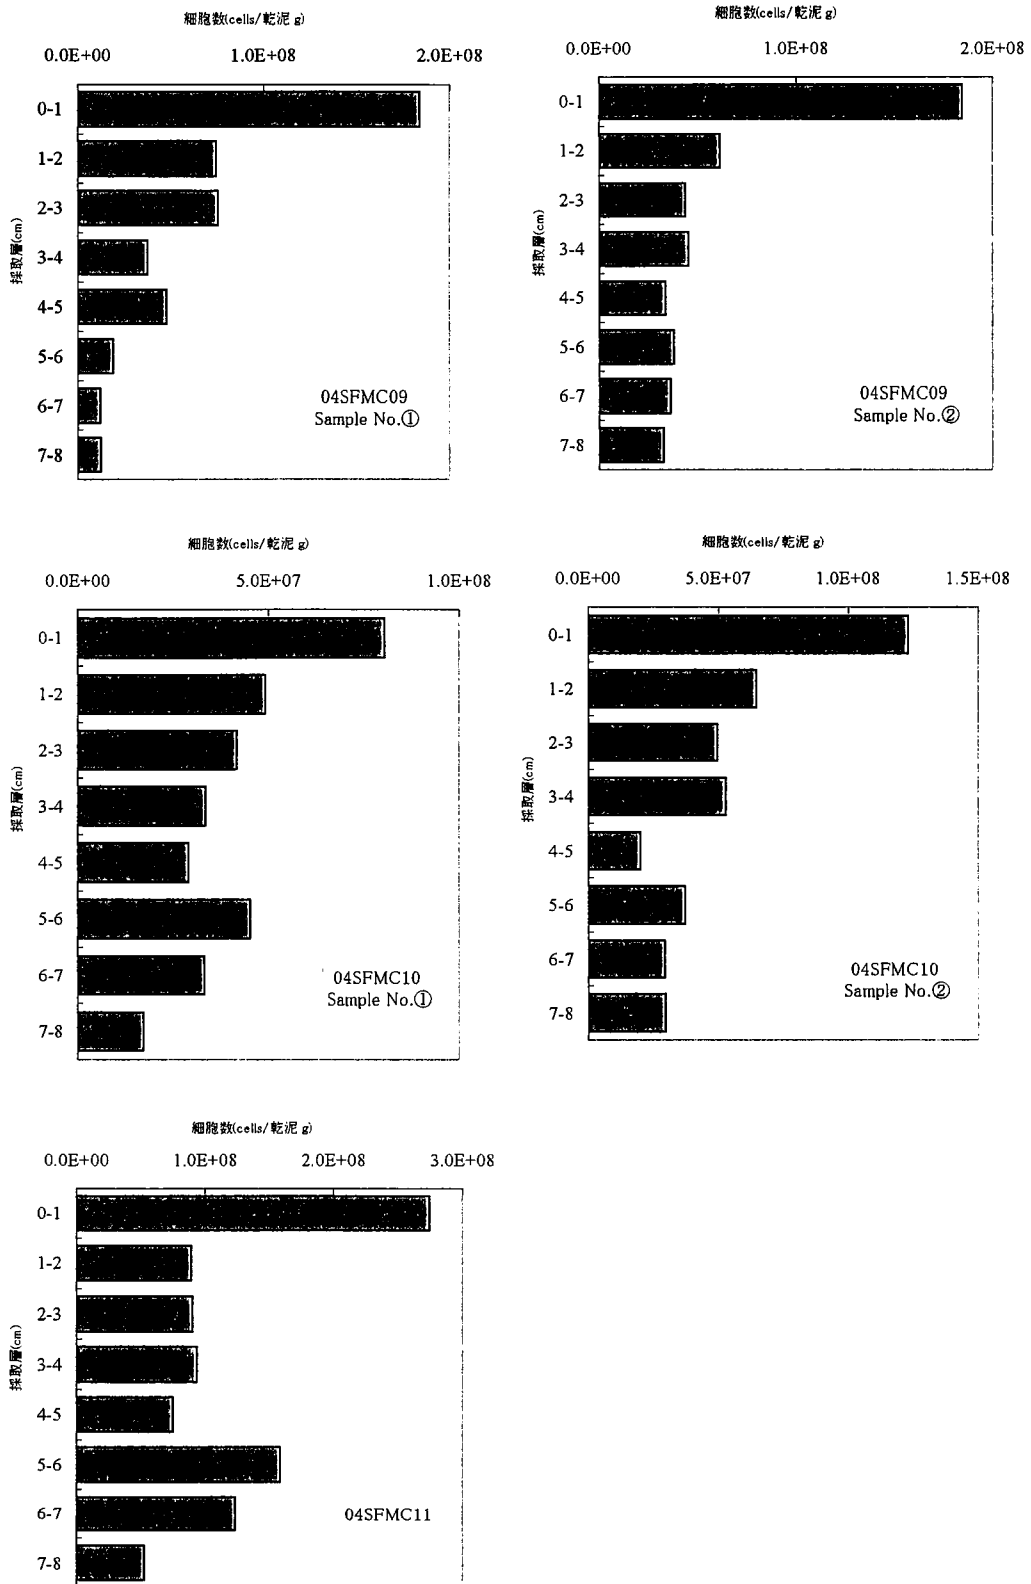 細胞数(cells/乾泥 g)
0.0E+00 1.0E+08 2.0E+08
採取層(cm)
0-1
1-2
2-3
3-4
4-5
5-6
6-7
7-8
04SFMC09
Sample No.①
細胞数(cells/乾泥 g)
0.0E+00 1.0E+08 2.0E+08
採取層(cm)
0-1
1-2
2-3
3-4
4-5
5-6
6-7
7-8
04SFMC09
Sample No.②
細胞数(cells/乾泥 g)
0.0E+00 5.0E+07 1.0E+08
採取層(cm)
0-1
1-2
2-3
3-4
4-5
5-6
6-7
7-8
04SFMC10
Sample No.①
細胞数(cells/乾泥 g)
0.0E+00 5.0E+07 1.0E+08 1.5E+08
採取層(cm)
0-1
1-2
2-3
3-4
4-5
5-6
6-7
7-8
04SFMC10
Sample No.②
細胞数(cells/乾泥 g)
0.0E+00 1.0E+08 2.0E+08 3.0E+08
採取層(cm)
0-1
1-2
2-3
3-4
4-5
5-6
6-7
7-8
04SFMC11